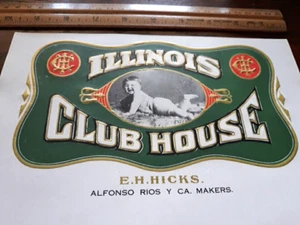 ILLINOIS
CLUB HOUSE
E.H.HICKS.
ALFONSO RIOS Y CA. MAKERS.